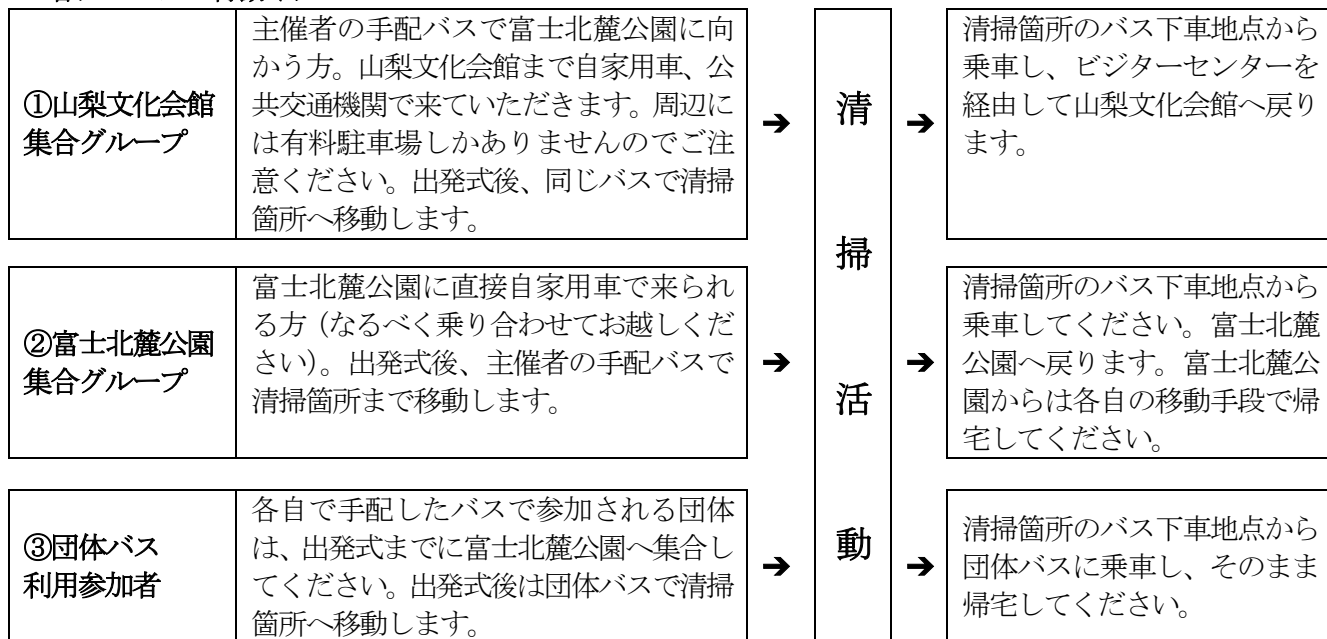 ①山梨文化会館
集合グループ
主催者の手配バスで富士北麓公園に向
かう方。山梨文化会館まで自家用車、公
共交通機関で来ていただきます。周辺に
は有料駐車場しかありませんのでご注
意ください。出発式後、同じバスで清掃
箇所へ移動します。
➔
清
掃
活
動
➔
清掃箇所のバス下車地点から
乗車し、ビジターセンターを
経由して山梨文化会館へ戻り
ます。
②富士北麓公園
集合グループ
富士北麓公園に直接自家用車で来られ
る方（なるべく乗り合わせてお越しくだ
さい）。出発式後、主催者の手配バスで
清掃箇所まで移動します。
➔
➔
清掃箇所のバス下車地点から
乗車してください。富士北麓
公園へ戻ります。富士北麓公
園からは各自の移動手段で帰
宅してください。
③団体バス
利用参加者
各自で手配したバスで参加される団体
は、出発式までに富士北麓公園へ集合し
てください。出発式後は団体バスで清掃
箇所へ移動します。
➔
➔
清掃箇所のバス下車地点から
団体バスに乗車し、そのまま
帰宅してください。